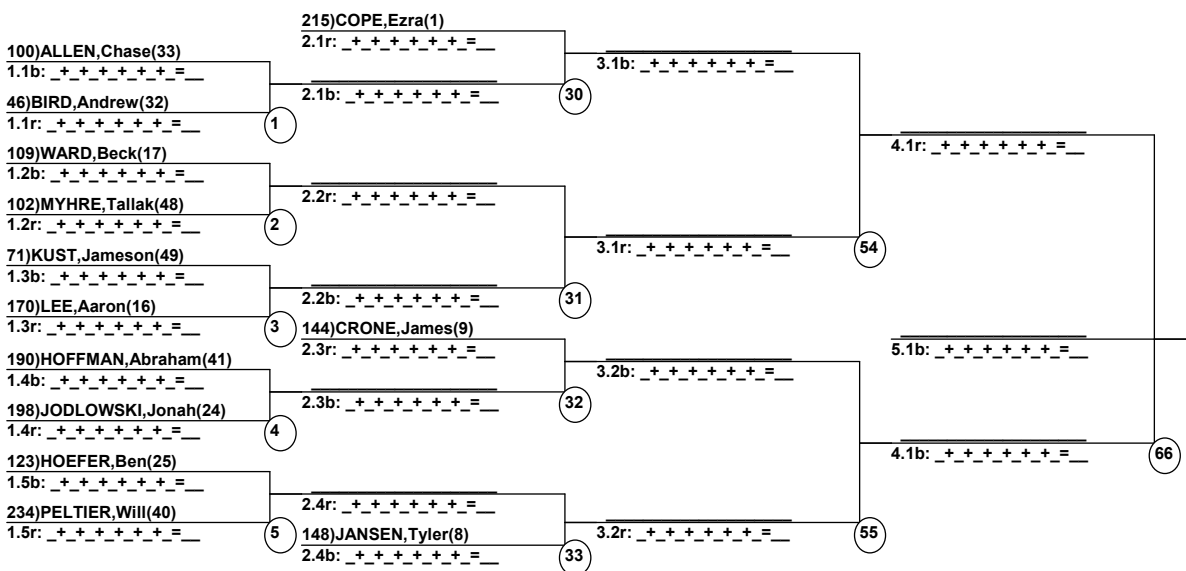 215)COPE,Ezra(1)
2.1r: _+_+_+_+_+_=__
100)ALLEN,Chase(33)
1.1b: _+_+_+_+_+_=__
3.1b: _+_+_+_+_+_=__
2.1b: _+_+_+_+_+_=__
30
46)BIRD,Andrew(32)
1.1r: _+_+_+_+_+_=__
1
4.1r: _+_+_+_+_+_=__
109)WARD,Beck(17)
1.2b: _+_+_+_+_+_=__
2.2r: _+_+_+_+_+_=__
102)MYHRE,Tallak(48)
1.2r: _+_+_+_+_+_=__
2
3.1r: _+_+_+_+_+_=__
54
71)KUST,Jameson(49)
1.3b: _+_+_+_+_+_=__
2.2b: _+_+_+_+_+_=__
31
170)LEE,Aaron(16)
1.3r: _+_+_+_+_+_=__
3
144)CRONE,James(9)
2.3r: _+_+_+_+_+_=__
5.1b: _+_+_+_+_+_=__
190)HOFFMAN,Abraham(41)
1.4b: _+_+_+_+_+_=__
3.2b: _+_+_+_+_+_=__
2.3b: _+_+_+_+_+_=__
32
198)JODLOWSKI,Jonah(24)
1.4r: _+_+_+_+_+_=__
4
4.1b: _+_+_+_+_+_=__
66
123)HOEFER,Ben(25)
1.5b: _+_+_+_+_+_=__
2.4r: _+_+_+_+_+_=__
234)PELTIER,Will(40)
1.5r: _+_+_+_+_+_=__
5
148)JANSEN,Tyler(8)
2.4b: _+_+_+_+_+_=__
33
3.2r: _+_+_+_+_+_=__
55